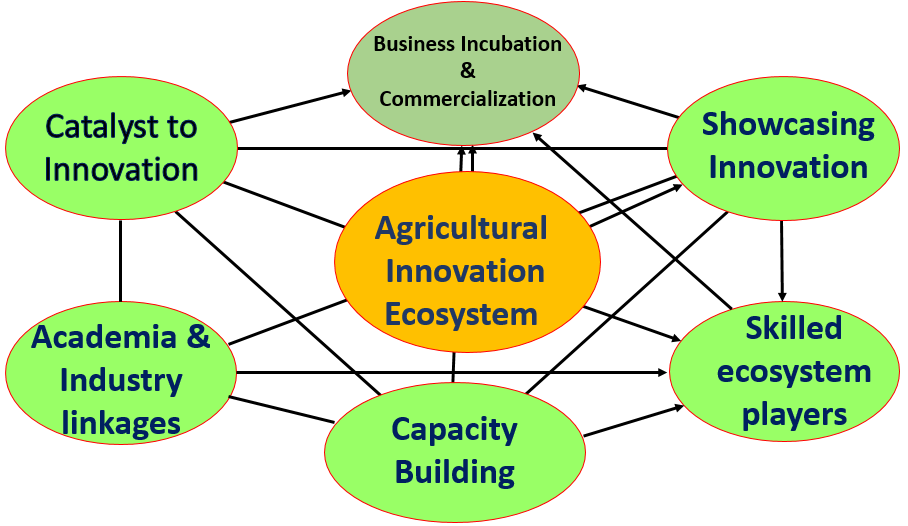 Business Incubation
&
Commercialization
Catalyst to
Innovation
Showcasing
Innovation
Agricultural
Innovation
Ecosystem
Academia &
Industry
linkages
Skilled
ecosystem
players
Capacity
Building